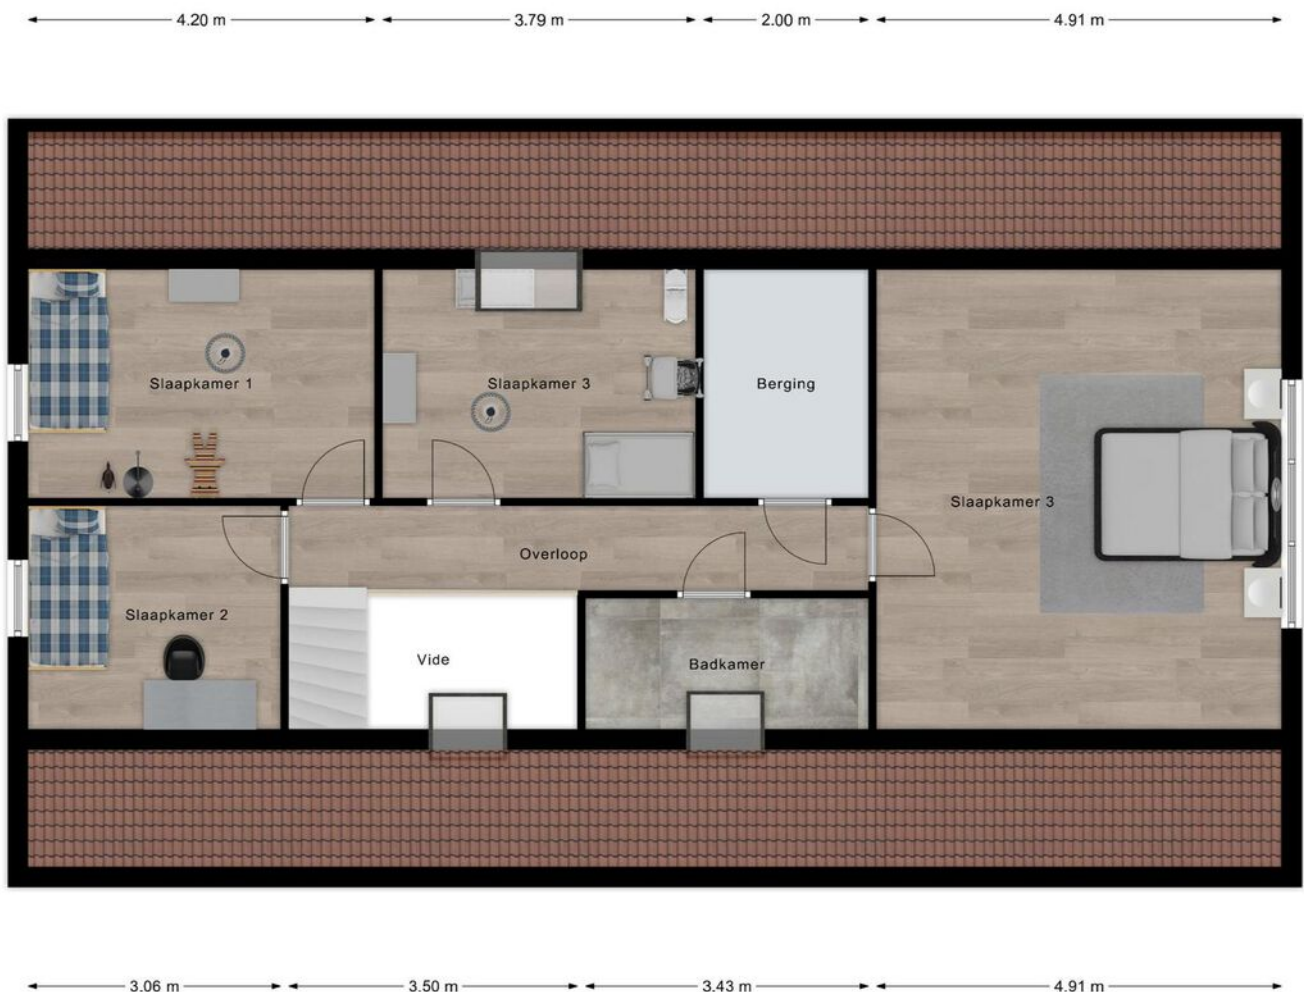 4.20 m 3.79 m 2.00 m 4.91 m
Slaapkamer 1 Slaapkamer 3 Berging
Slaapkamer 3
Overloop
Slaapkamer 2
Vide Badkamer
3.06 m 3.50 m 3.43 m 4.91 m